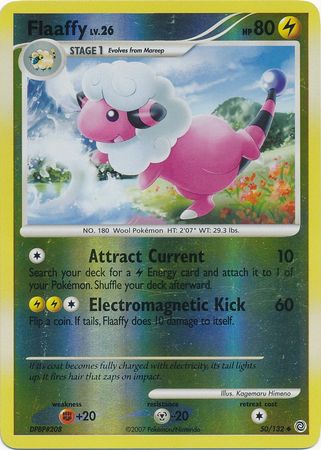 Flaaffy LV.26 HP 80
STAGE 1 Evolves from Mareep
NO. 180 Wool Pokémon HT: 2'07" WT: 29.3 lbs.
Attract Current 10
Search your deck for a Energy card and attach it to 1 of
your Pokémon. Shuffle your deck afterward.
Electromagnetic Kick 60
Flip a coin. If tails, Flaaffy does 10 damage to itself.
If its coat becomes fully charged with electricity, its tail lights
up. It fires hair that zaps on impact.
Illus. Kagemaru Himeno
weakness resistance retreat cost
+20 -20
DPBP#208 ©2007 Pokémon/Nintendo 50/132